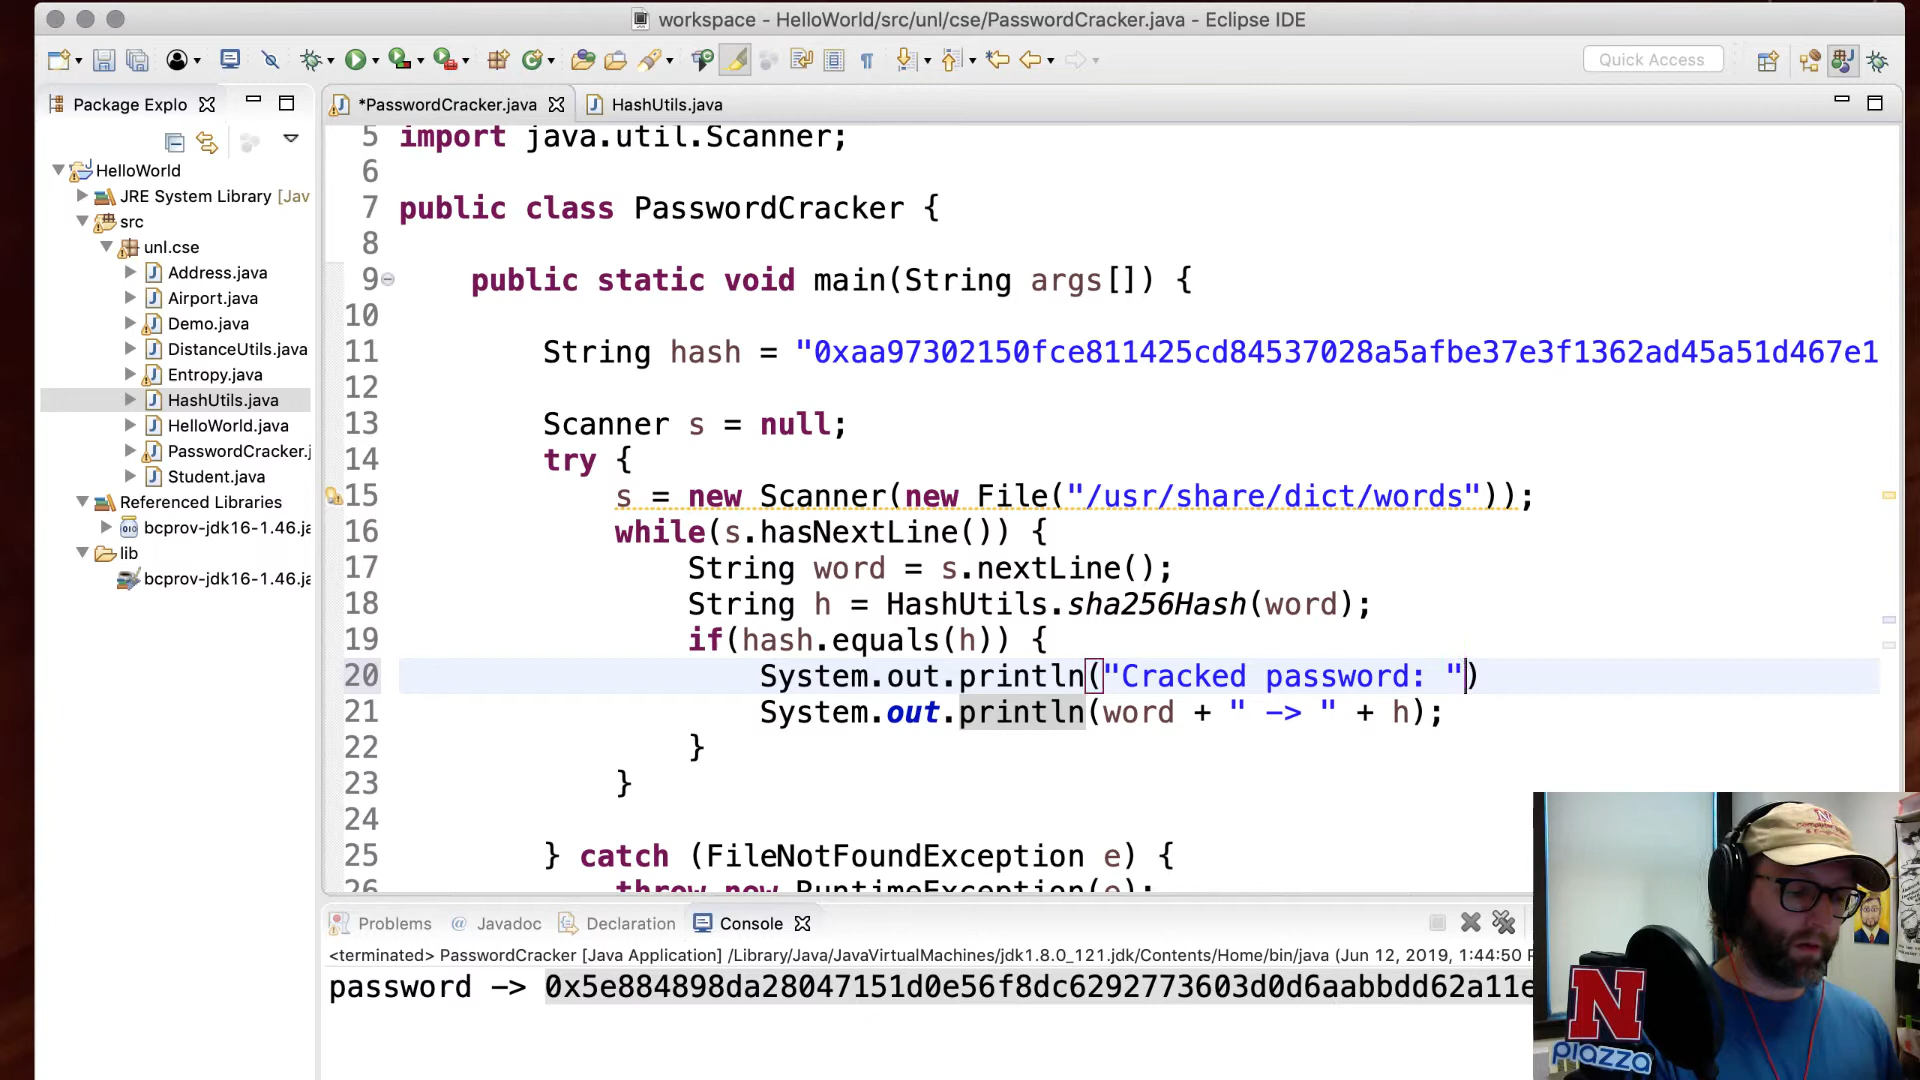 workspace - HelloWorld/src/unl/cse/PasswordCracker.java - Eclipse IDE
Quick Access
Package Explo
*PasswordCracker.java
HashUtils.java
HelloWorld
JRE System Library [Jav
src
unl.cse
Address.java
Airport.java
Demo.java
DistanceUtils.java
Entropy.java
HashUtils.java
HelloWorld.java
PasswordCracker.j
Student.java
Referenced Libraries
bcprov-jdk16-1.46.ja
lib
bcprov-jdk16-1.46.ja
5 import java.util.Scanner;
6
7 public class PasswordCracker {
8
9 public static void main(String args[]) {
10
11 String hash = "0xaa97302150fce811425cd84537028a5afbe37e3f1362ad45a51d467e1
12
13 Scanner s = null;
14 try {
15 s = new Scanner(new File("/usr/share/dict/words"));
16 while(s.hasNextLine()) {
17 String word = s.nextLine();
18 String h = HashUtils.sha256Hash(word);
19 if(hash.equals(h)) {
20 System.out.println("Cracked password: ")
21 System.out.println(word + " -> " + h);
22 }
23 }
24
25 } catch (FileNotFoundException e) {
26 throw new RuntimeException(e);
Problems
@ Javadoc
Declaration
Console
<terminated> PasswordCracker [Java Application] /Library/Java/JavaVirtualMachines/jdk1.8.0_121.jdk/Contents/Home/bin/java (Jun 12, 2019, 1:44:50 P
password -> 0x5e884898da28047151d0e56f8dc6292773603d0d6aabbdd62a11e
N
piazza